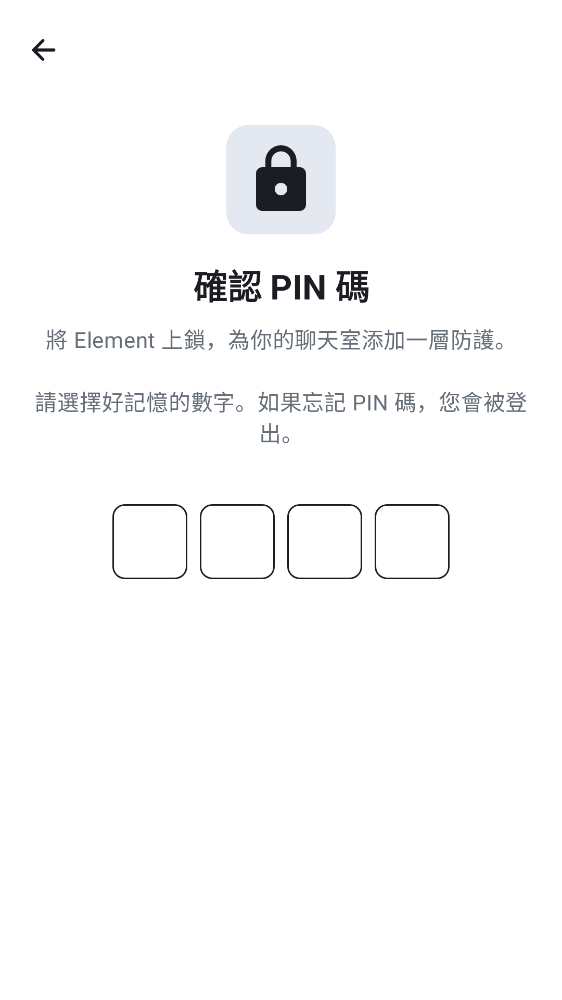 確認 PIN 碼
將 Element 上鎖，為你的聊天室添加一層防護。
請選擇好記憶的數字。如果忘記 PIN 碼，您會被登
出。